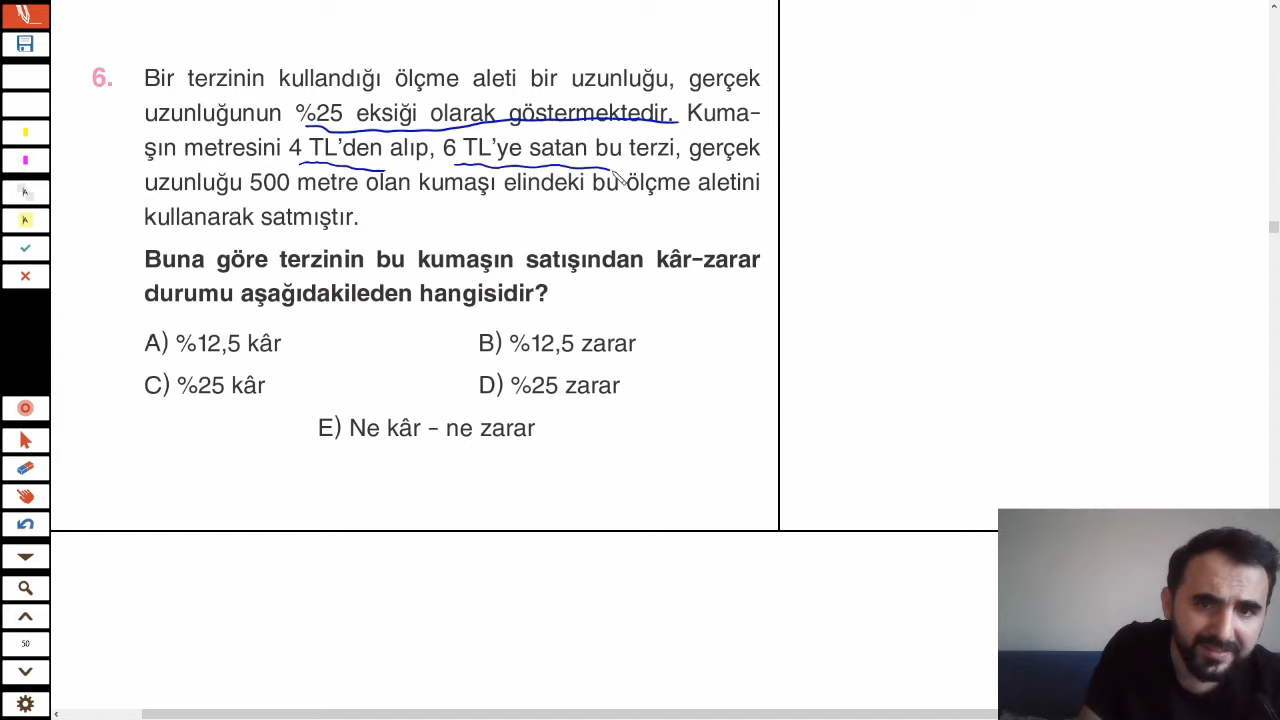 6. Bir terzinin kullandığı ölçme aleti bir uzunluğu, gerçek
uzunluğunun %25 eksiği olarak göstermektedir. Kuma-
şın metresini 4 TL'den alıp, 6 TL'ye satan bu terzi, gerçek
uzunluğu 500 metre olan kumaşı elindeki bu ölçme aletini
kullanarak satmıştır.
Buna göre terzinin bu kumaşın satışından kâr-zarar
durumu aşağıdakileden hangisidir?
A) %12,5 kâr B) %12,5 zarar
C) %25 kâr D) %25 zarar
E) Ne kâr - ne zarar
A
A
50